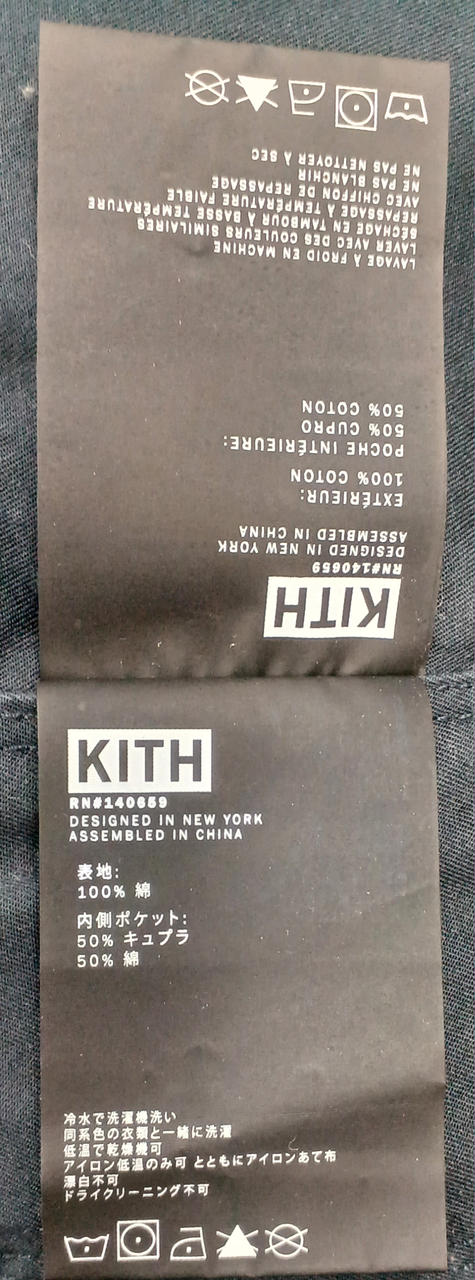 KITH
RN#140659
DESIGNED IN NEW YORK
ASSEMBLED IN CHINA
EXTÉRIEUR:
100% COTON
POCHE INTÉRIEURE:
50% CUPRO
50% COTON
LAVAGE À FROID EN MACHINE
LAVER AVEC DES COULEURS SIMILAIRES
SÉCHAGE EN TAMBOUR À BASSE TEMPÉRATURE
REPASSAGE À TEMPÉRATURE FAIBLE
AVEC CHIFFON DE REPASSAGE
NE PAS BLANCHIR
NE PAS NETTOYER À SEC
KITH
RN#140659
DESIGNED IN NEW YORK
ASSEMBLED IN CHINA
表地:
100% 綿
内側ポケット:
50% キュプラ
50% 綿
冷水で洗濯機洗い
同系色の衣類と一緒に洗濯
低温で乾燥機可
アイロン低温のみ可 とともにアイロンあて布
漂白不可
ドライクリーニング不可